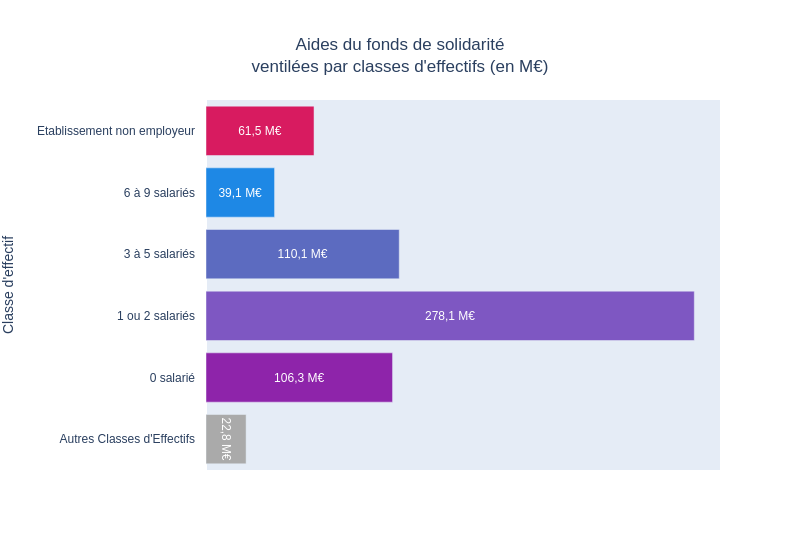 Aides du fonds de solidarité
ventilées par classes d'effectifs (en M€)
Classe d'effectif
Etablissement non employeur
61,5 M€
6 à 9 salariés
39,1 M€
3 à 5 salariés
110,1 M€
1 ou 2 salariés
278,1 M€
0 salarié
106,3 M€
Autres Classes d'Effectifs
22,8 M€